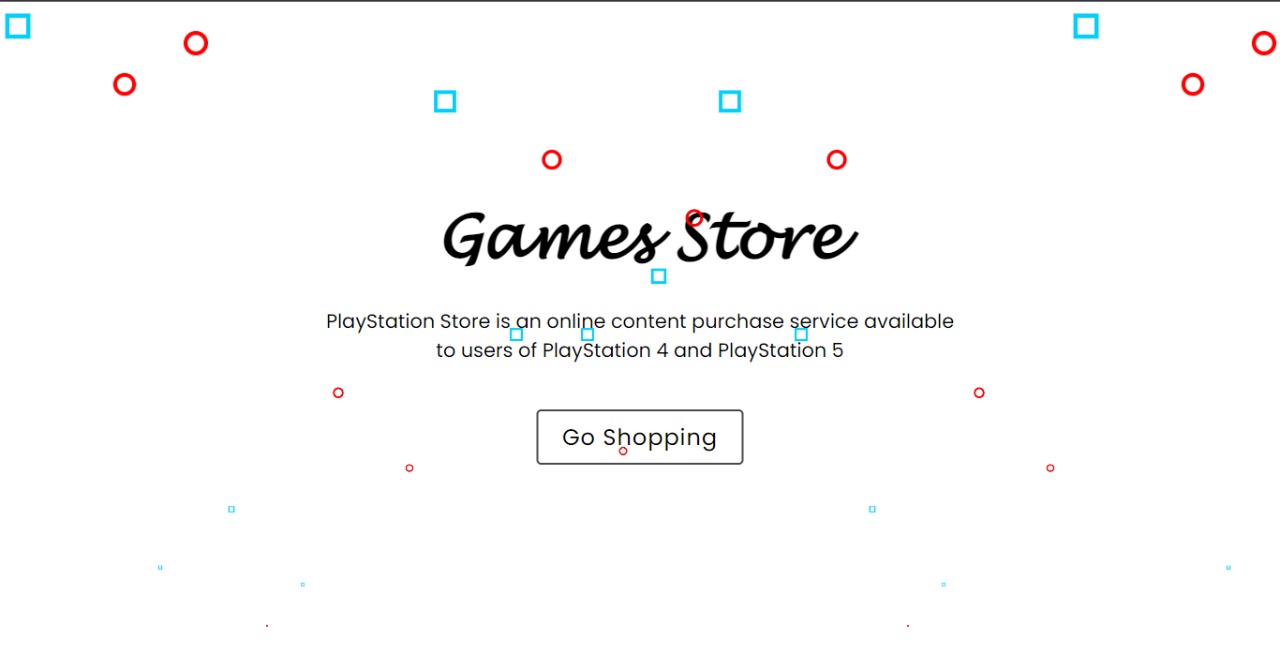 Games Store
PlayStation Store is an online content purchase service available
to users of PlayStation 4 and PlayStation 5
Go Shopping